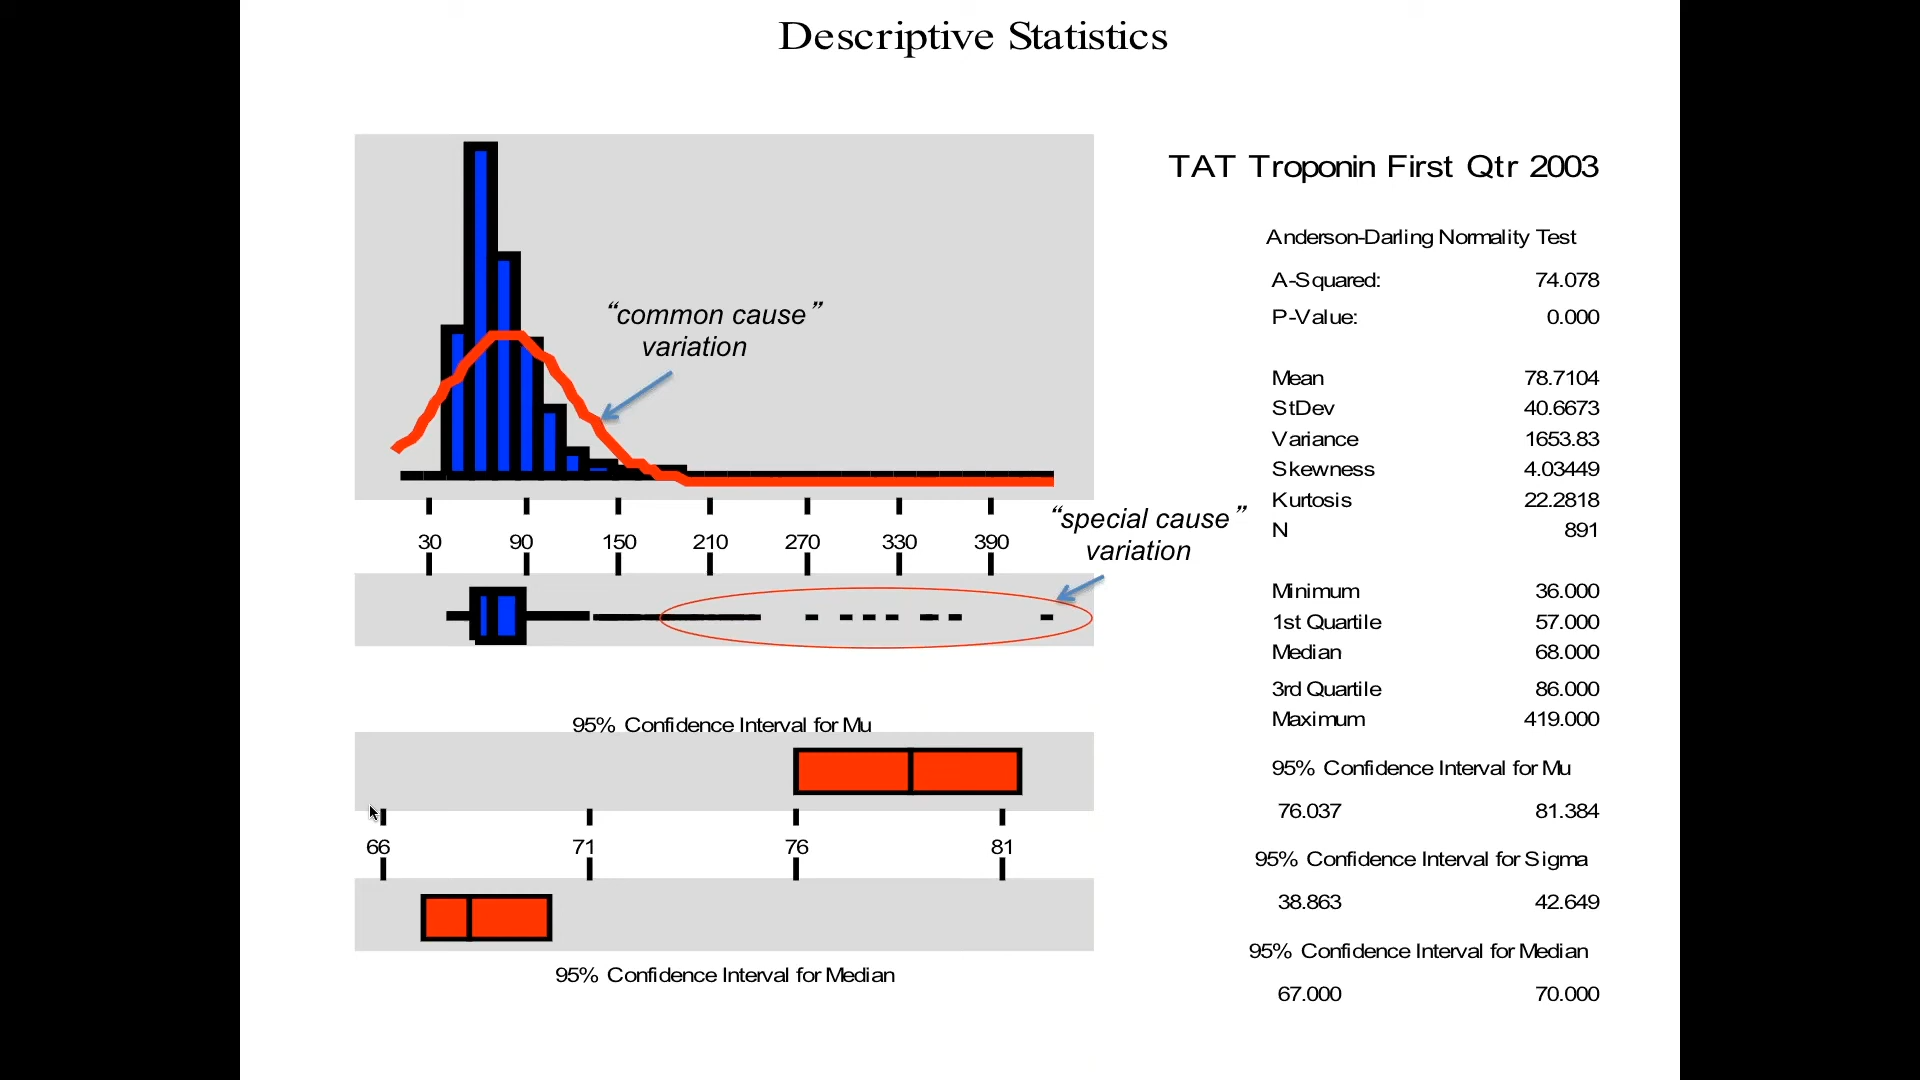 Descriptive Statistics
“common cause”
variation
30 90 150 210 270 330 390
“special cause”
variation
95% Confidence Interval for Mu
66 71 76 81
95% Confidence Interval for Median
TAT Troponin First Qtr 2003
Anderson-Darling Normality Test
A-Squared: 74.078
P-Value: 0.000
Mean 78.7104
StDev 40.6673
Variance 1653.83
Skewness 4.03449
Kurtosis 22.2818
N 891
Minimum 36.000
1st Quartile 57.000
Median 68.000
3rd Quartile 86.000
Maximum 419.000
95% Confidence Interval for Mu
76.037 81.384
95% Confidence Interval for Sigma
38.863 42.649
95% Confidence Interval for Median
67.000 70.000